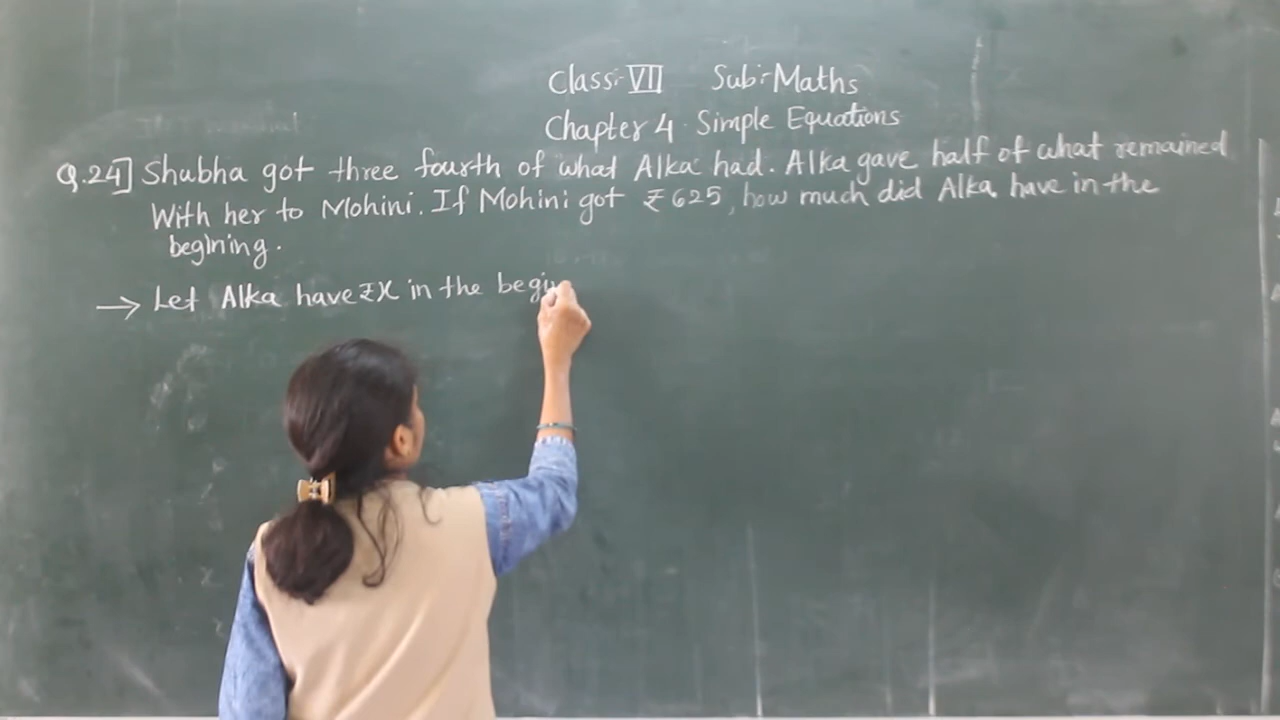 Class:- VII Sub:- Maths
Chapter 4. Simple Equations
Q.24] Shubha got three fourth of what Alka had. Alka gave half of what remained
With her to Mohini. If Mohini got ₹625, how much did Alka have in the
begining.
→ Let Alka have ₹x in the begi